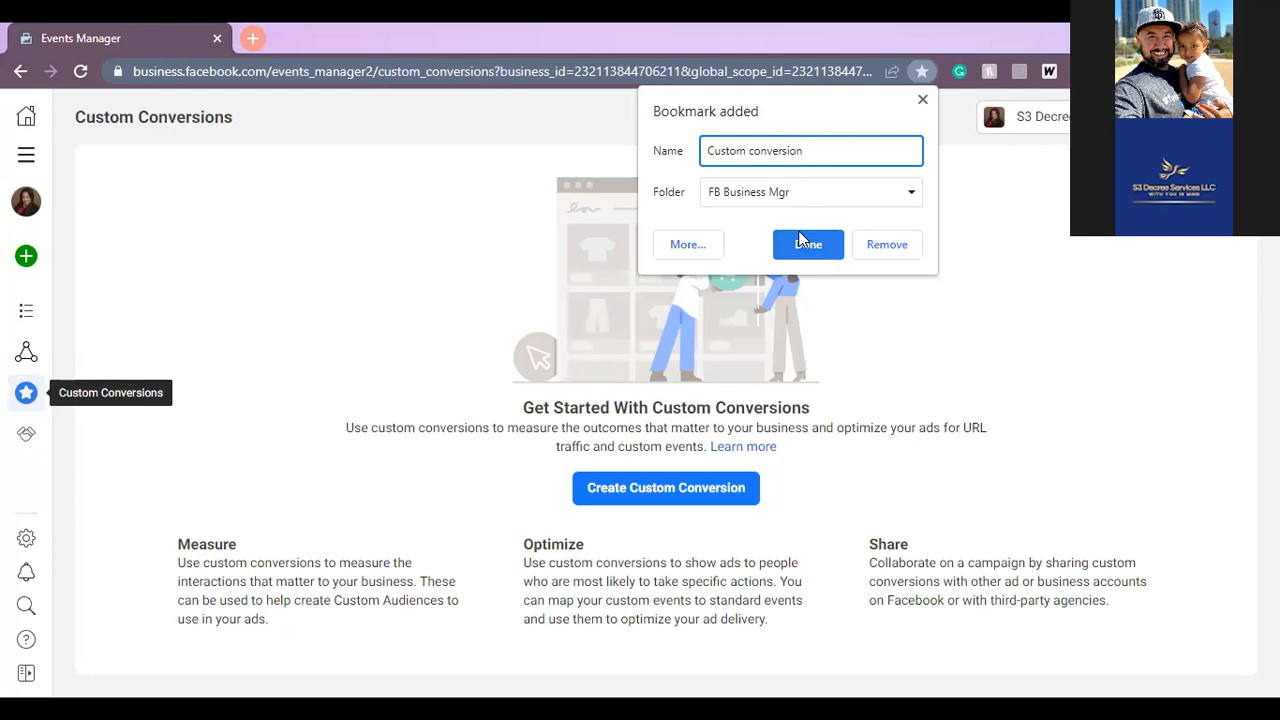 Events Manager
business.facebook.com/events_manager2/custom_conversions?business_id=232113844706211&global_scope_id=2321138447...
Bookmark added
Name
Custom conversion
Folder
FB Business Mgr
More...
Done
Remove
Custom Conversions
S3 Decre
S3 Decree Services LLC
WITH YOU IN MIND
Custom Conversions
Get Started With Custom Conversions
Use custom conversions to measure the outcomes that matter to your business and optimize your ads for URL
traffic and custom events. Learn more
Create Custom Conversion
Measure
Use custom conversions to measure the
interactions that matter to your business. These
can be used to help create Custom Audiences to
use in your ads.
Optimize
Use custom conversions to show ads to people
who are most likely to take specific actions. You
can map your custom events to standard events
and use them to optimize your ad delivery.
Share
Collaborate on a campaign by sharing custom
conversions with other ad or business accounts
on Facebook or with third-party agencies.